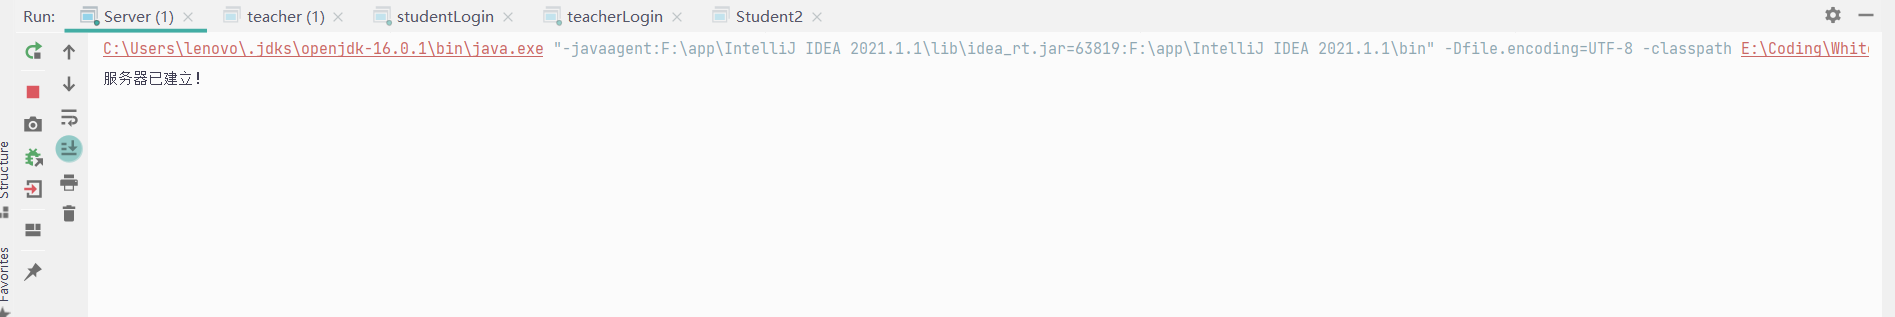 Run: Server (1) teacher (1) studentLogin teacherLogin Student2
C:\Users\lenovo\.jdks\openjdk-16.0.1\bin\java.exe "-javaagent:F:\app\IntelliJ IDEA 2021.1.1\lib\idea_rt.jar=63819:F:\app\IntelliJ IDEA 2021.1.1\bin" -Dfile.encoding=UTF-8 -classpath E:\Coding\White
服务器已建立!
Structure
Favorites